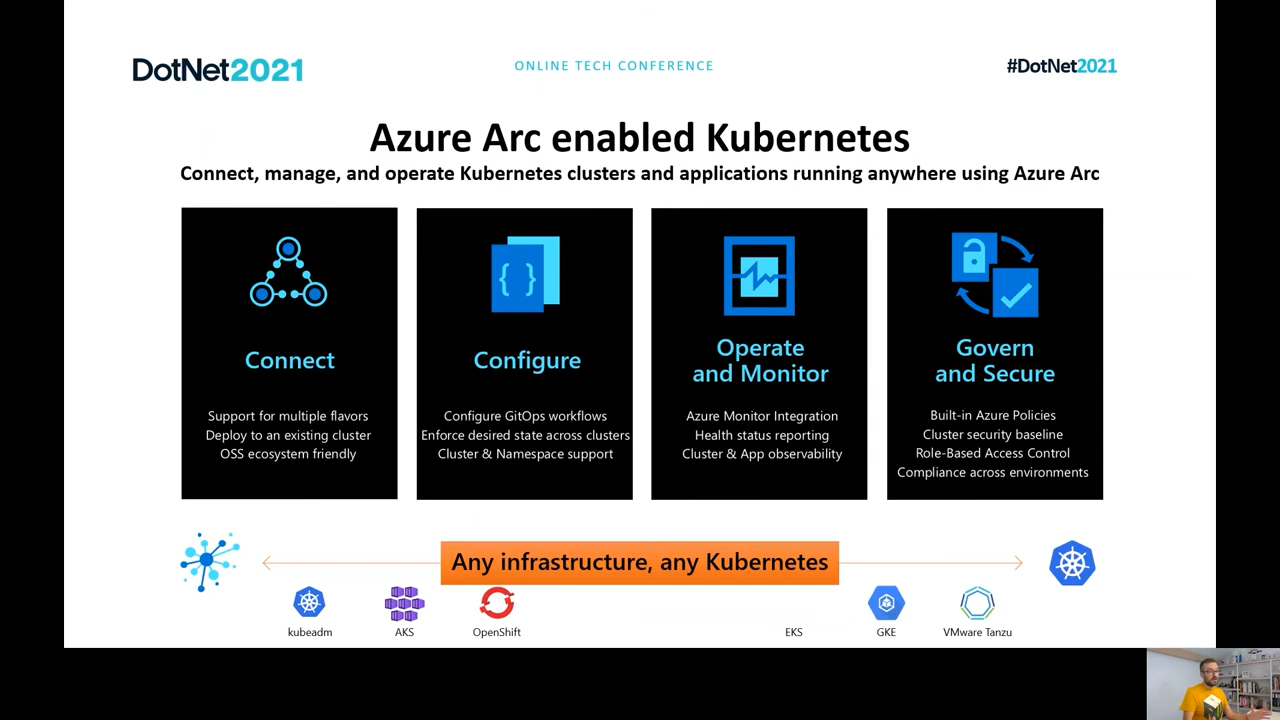 DotNet2021
ONLINE TECH CONFERENCE
#DotNet2021
Azure Arc enabled Kubernetes
Connect, manage, and operate Kubernetes clusters and applications running anywhere using Azure Arc
{ }
Connect
Support for multiple flavors
Deploy to an existing cluster
OSS ecosystem friendly
Configure
Configure GitOps workflows
Enforce desired state across clusters
Cluster & Namespace support
Operate
and Monitor
Azure Monitor Integration
Health status reporting
Cluster & App observability
Govern
and Secure
Built-in Azure Policies
Cluster security baseline
Role-Based Access Control
Compliance across environments
Any infrastructure, any Kubernetes
kubeadm
AKS
OpenShift
EKS
GKE
VMware Tanzu